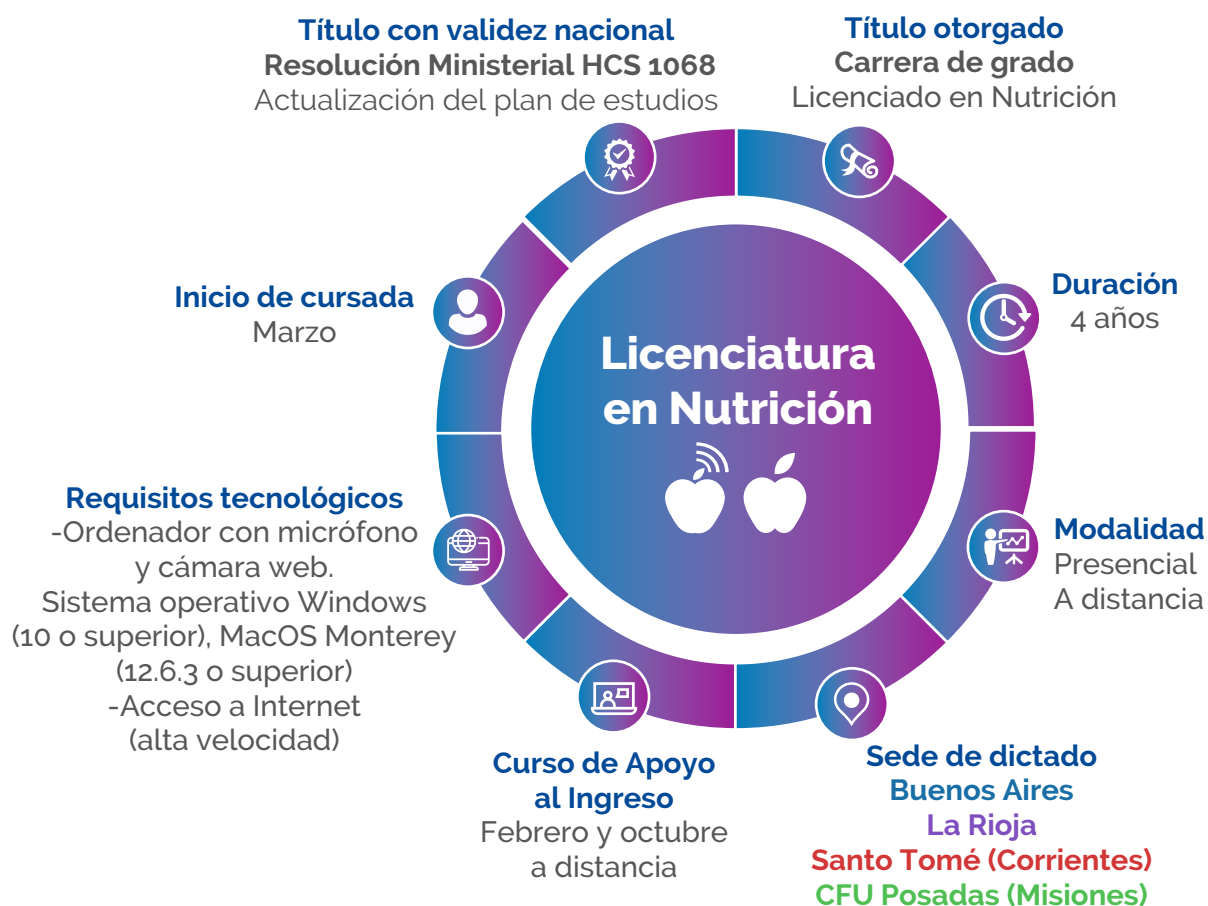 Título con validez nacional
Resolución Ministerial HCS 1068
Actualización del plan de estudios
Título otorgado
Carrera de grado
Licenciado en Nutrición
Inicio de cursada
Marzo
Duración
4 años
Licenciatura
en Nutrición
Requisitos tecnológicos
-Ordenador con micrófono
y cámara web.
Sistema operativo Windows
(10 o superior), MacOS Monterey
(12.6.3 o superior)
-Acceso a Internet
(alta velocidad)
Modalidad
Presencial
A distancia
Curso de Apoyo
al Ingreso
Febrero y octubre
a distancia
Sede de dictado
Buenos Aires
La Rioja
Santo Tomé (Corrientes)
CFU Posadas (Misiones)